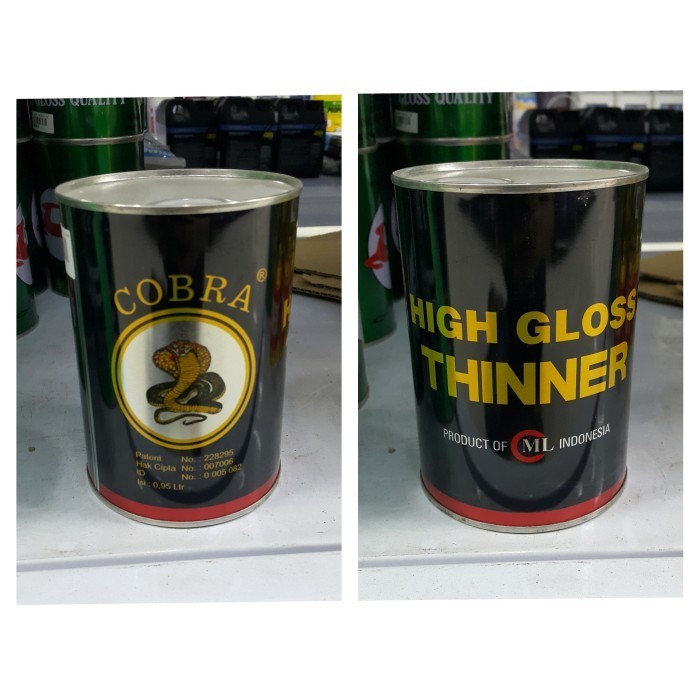 GLOSS QUALITY
COBRA®
Patent No. : 228295
Hak Cipta No. : 007006
ID No. : 0 005 082
Isi : 0,95 Ltr
H
GLOSS QUALITY
HIGH GLOSS
THINNER
PRODUCT OF CML INDONESIA